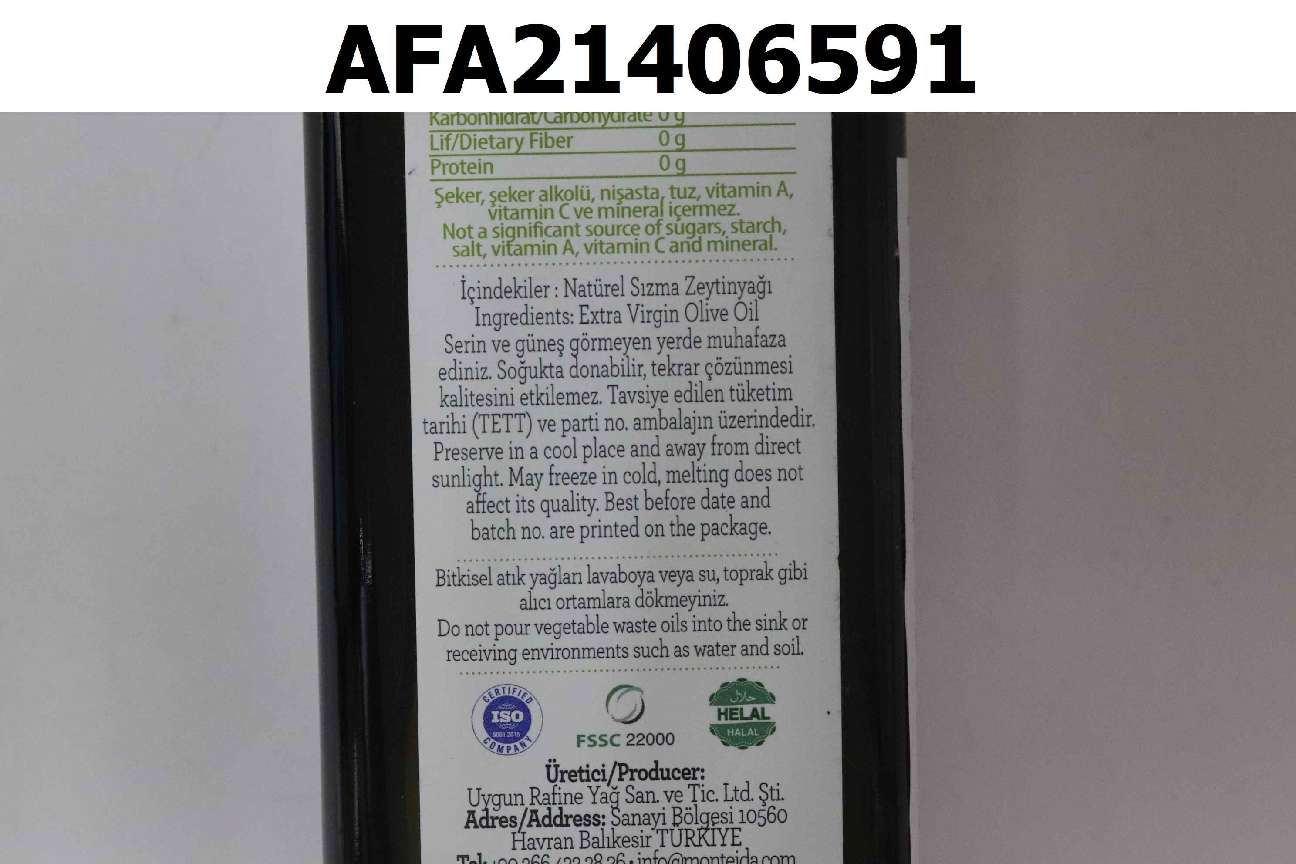 AFA21406591
Karbonhidrat/Carbohydrate 0 g
Lif/Dietary Fiber 0 g
Protein 0 g
Şeker, şeker alkolü, nişasta, tuz, vitamin A,
vitamin C ve mineral içermez.
Not a significant source of sugars, starch,
salt, vitamin A, vitamin C and mineral.
İçindekiler : Natürel Sızma Zeytinyağı
Ingredients: Extra Virgin Olive Oil
Serin ve güneş görmeyen yerde muhafaza
ediniz. Soğukta donabilir, tekrar çözünmesi
kalitesini etkilemez. Tavsiye edilen tüketim
tarihi (TETT) ve parti no. ambalajın üzerindedir.
Preserve in a cool place and away from direct
sunlight. May freeze in cold, melting does not
affect its quality. Best before date and
batch no. are printed on the package.
Bitkisel atık yağları lavaboya veya su, toprak gibi
alıcı ortamlara dökmeyiniz.
Do not pour vegetable waste oils into the sink or
receiving environments such as water and soil.
CERTIFIED
ISO
COMPANY
FSSC 22000
حلال
HELAL
HALAL
Üretici/Producer:
Uygun Rafine Yağ San. ve Tic. Ltd. Şti.
Adres/Address: Sanayi Bölgesi 10560
Havran Balıkesir TÜRKİYE
info@monteida.com